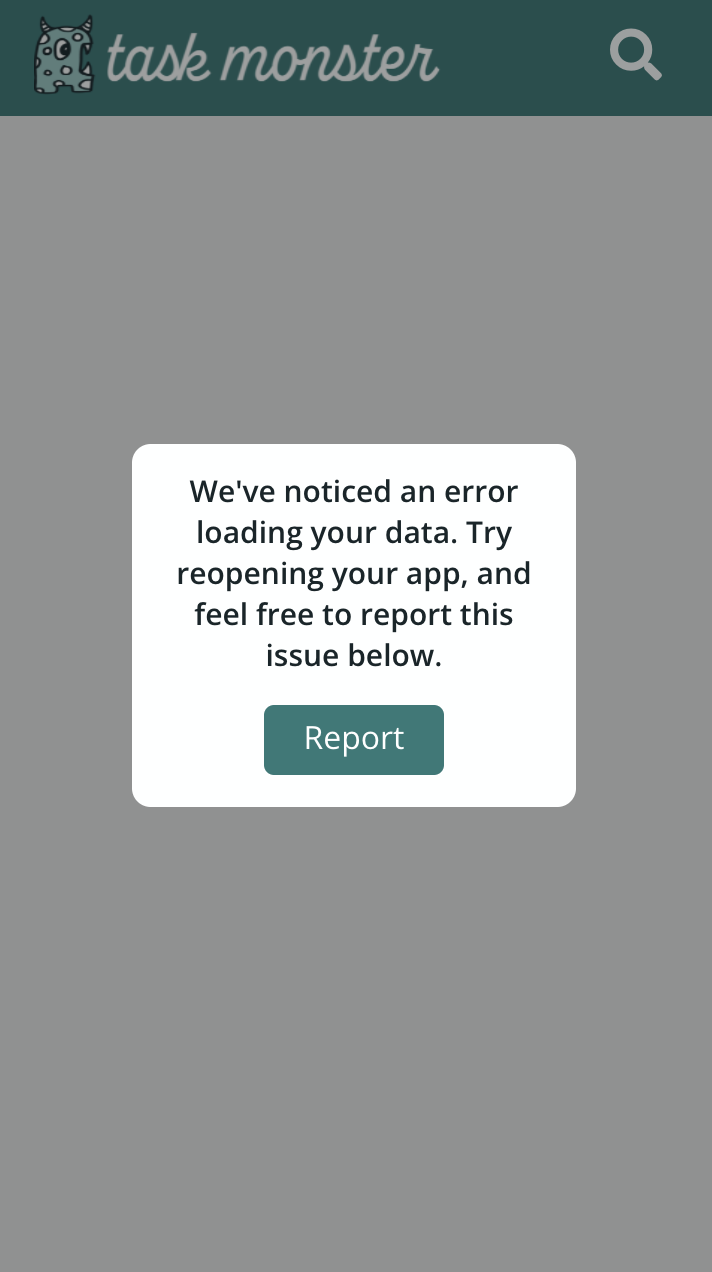 task monster
We've noticed an error
loading your data. Try
reopening your app, and
feel free to report this
issue below.
Report